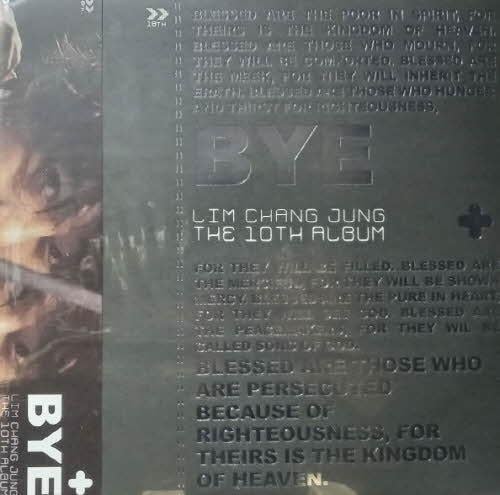 10TH
BLESSED ARE THE POOR IN SPIRIT, FOR
THEIRS IS THE KINGDOM OF HEAVEN.
BLESSED ARE THOSE WHO MOURN, FOR
THEY WILL BE COMFORTED. BLESSED ARE
THE MEEK, FOR THEY WILL INHERIT THE
ERATH. BLESSED ARE THOSE WHO HUNGER
AND THIRST FOR RIGHTEOUSNESS,
BYE
LIM CHANG JUNG
THE 10TH ALBUM
FOR THEY WILL BE FILLED. BLESSED ARE
THE MERCIFUL, FOR THEY WILL BE SHOWN
MERCY. BLESSED ARE THE PURE IN HEART,
FOR THEY WILL SEE GOD. BLESSED ARE
THE PEACEMAKERS, FOR THEY WIL BE
CALLED SONS OF GOD.
BLESSED ARE THOSE WHO
ARE PERSECUTED
BECAUSE OF
RIGHTEOUSNESS, FOR
THEIRS IS THE KINGDOM
OF HEAVEN.
BYE
LIM CHANG JUNG
THE 10TH ALBUM